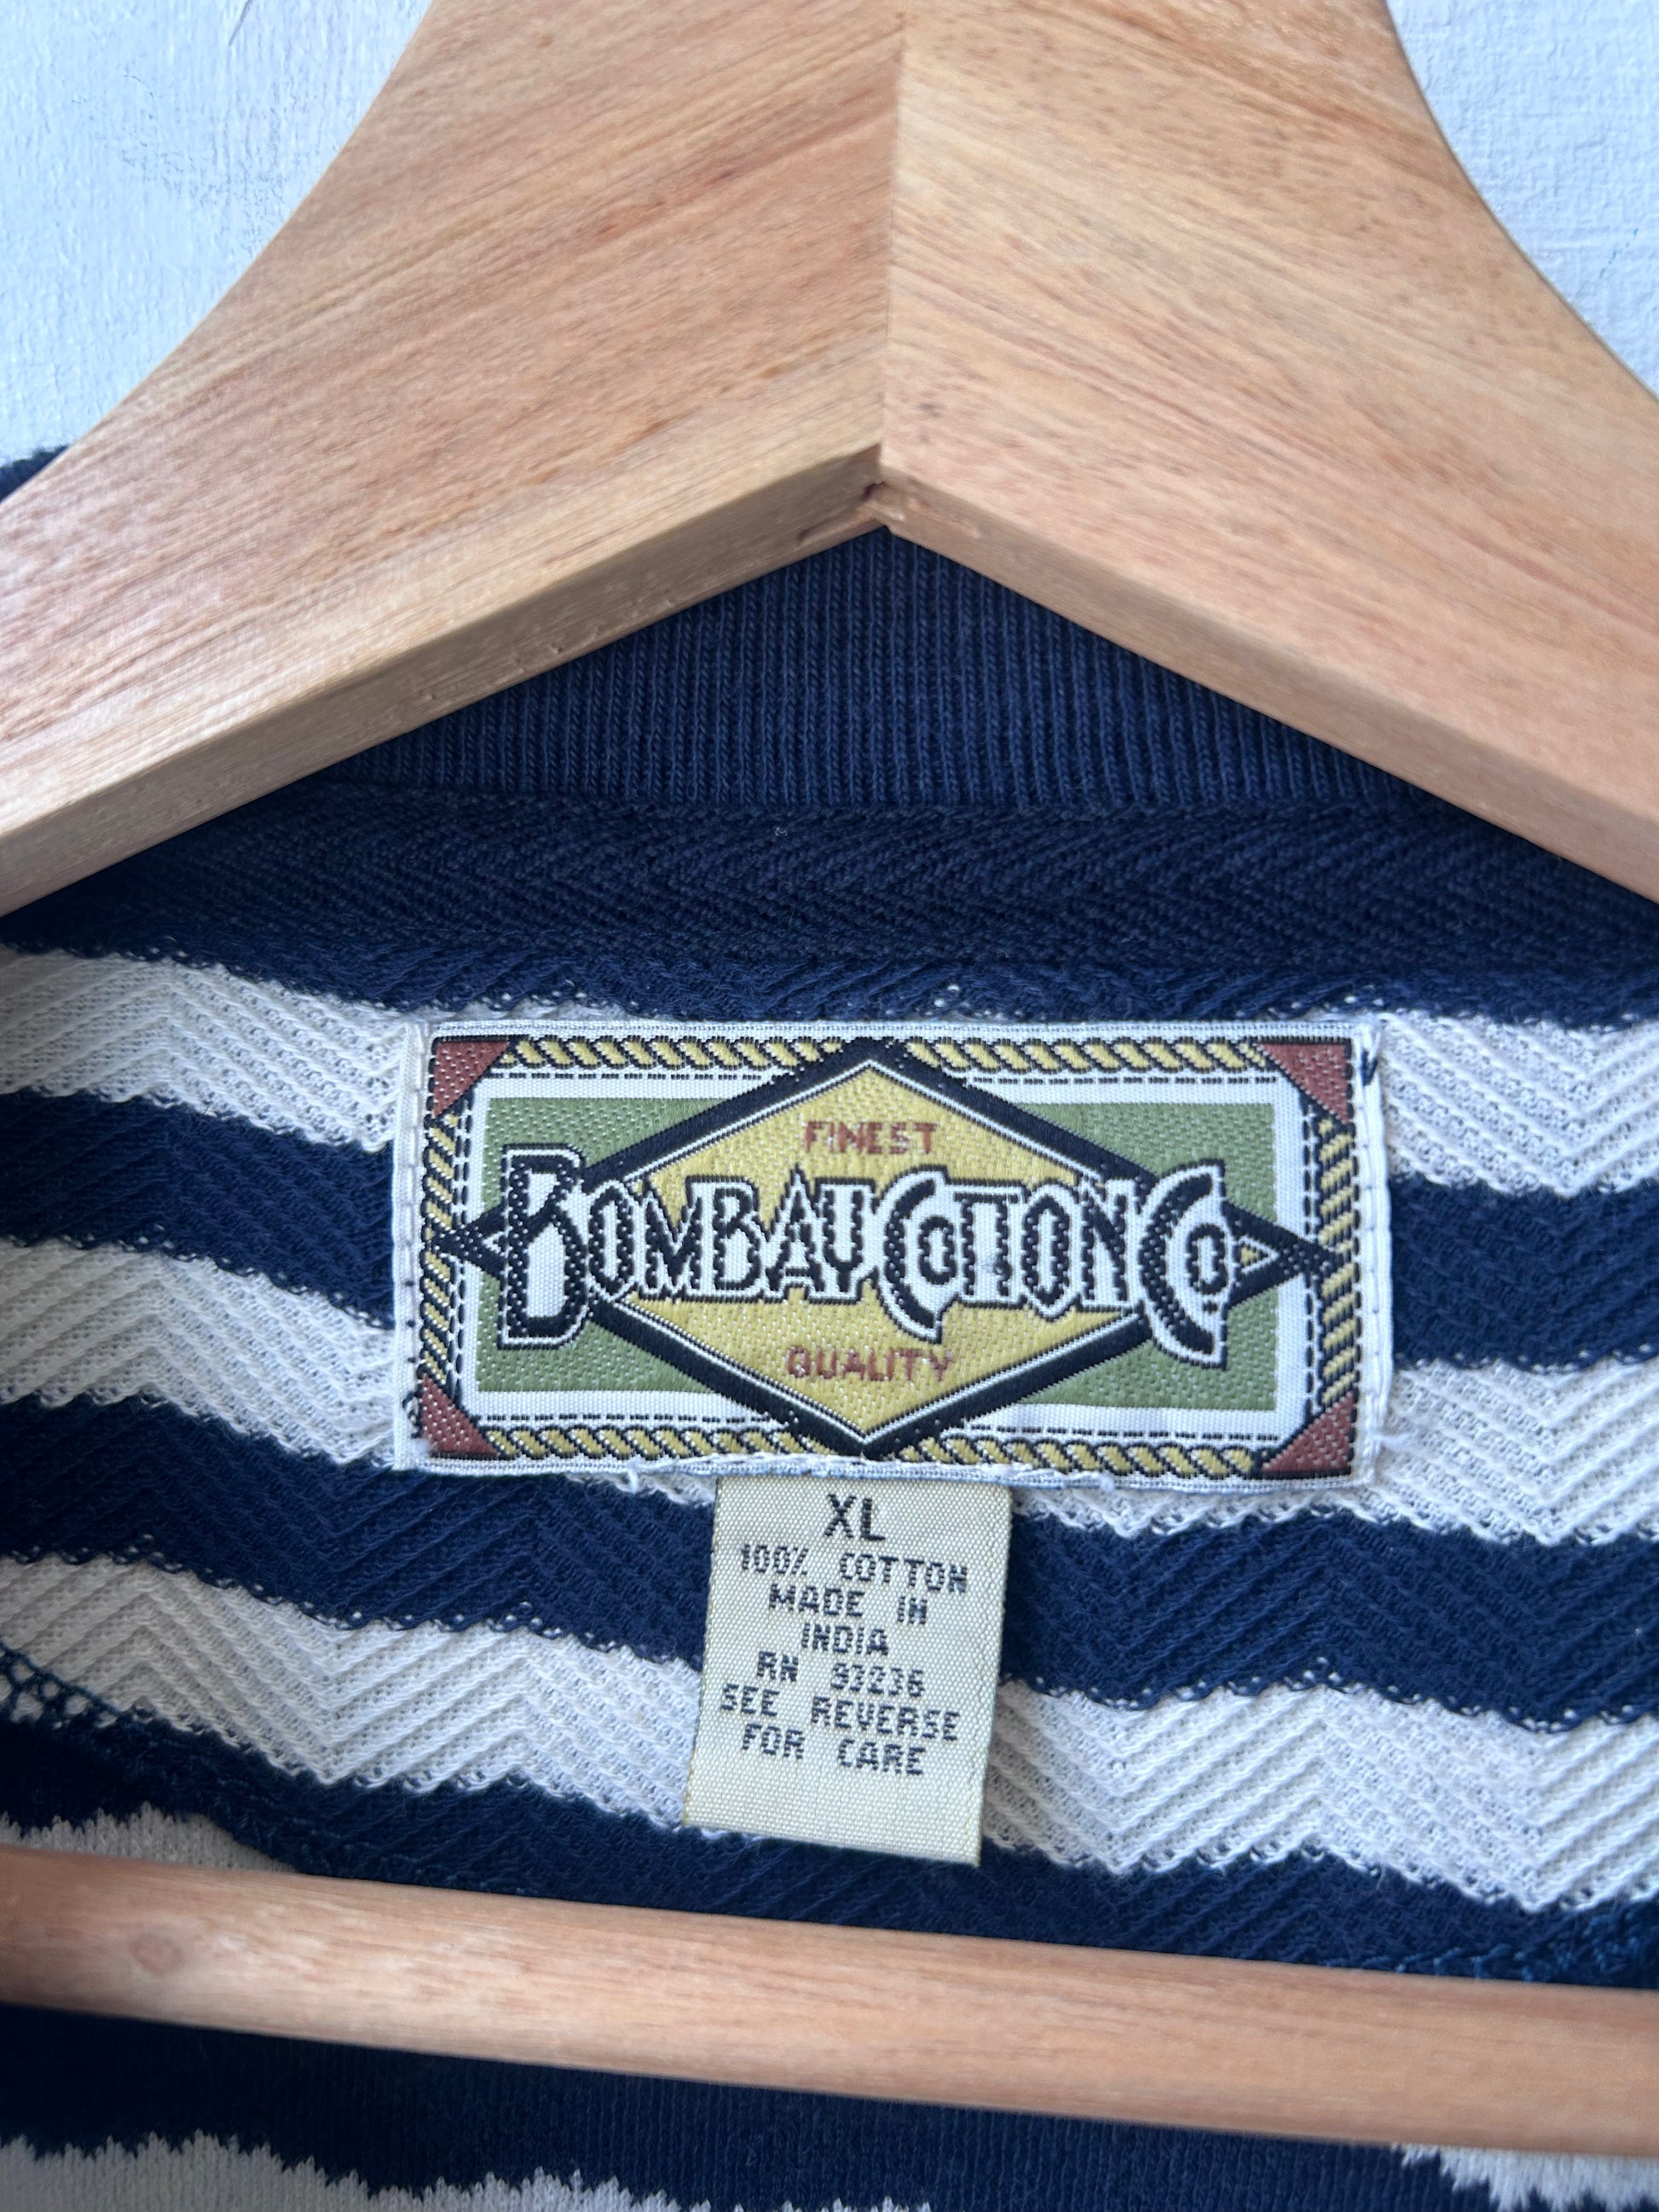 FINEST
BOMBAY COTTON CO.
QUALITY
XL
100% COTTON
MADE IN
INDIA
RN 93236
SEE REVERSE
FOR CARE